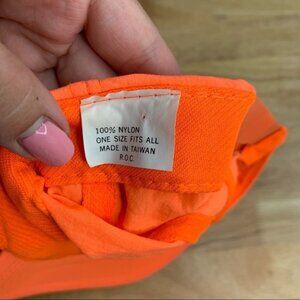 100% NYLON
ONE SIZE FITS ALL
MADE IN TAIWAN
R.O.C